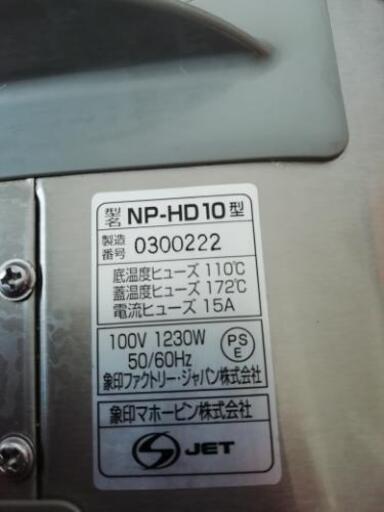 型名 NP-HD10型
製造番号 0300222
底温度ヒューズ 110℃
蓋温度ヒューズ 172℃
電流ヒューズ 15A
100V 1230W
50/60Hz
PSE
象印ファクトリー・ジャパン株式会社
象印マホービン株式会社
S JET